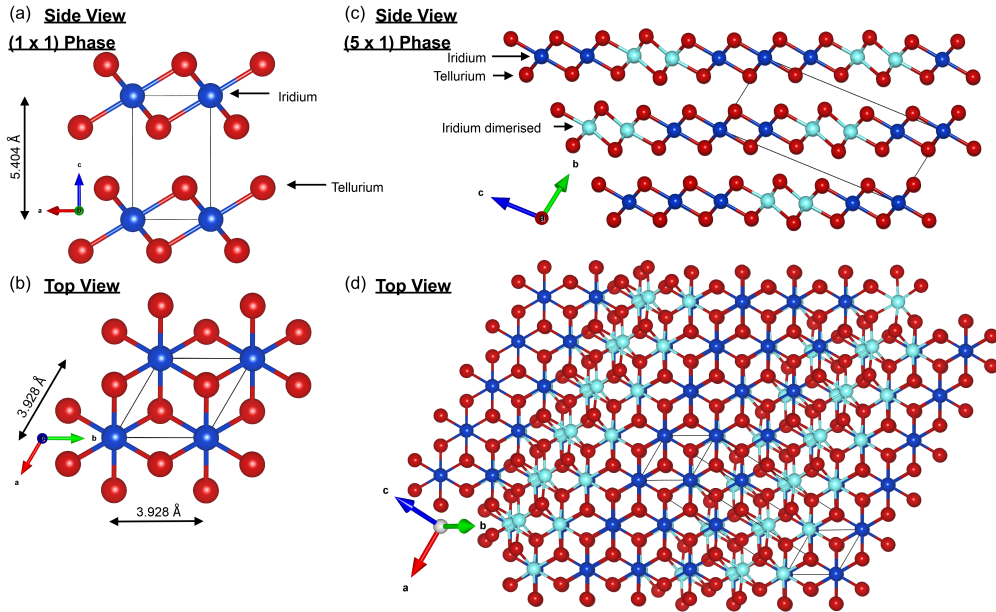 (a) Side View
(1 x 1) Phase
Iridium
5.404 Å
c
a
b
Tellurium
(b) Top View
3.928 Å
c
b
a
3.928 Å
(c) Side View
(5 x 1) Phase
Iridium
Tellurium
Iridium dimerised
b
c
a
(d) Top View
c
b
a